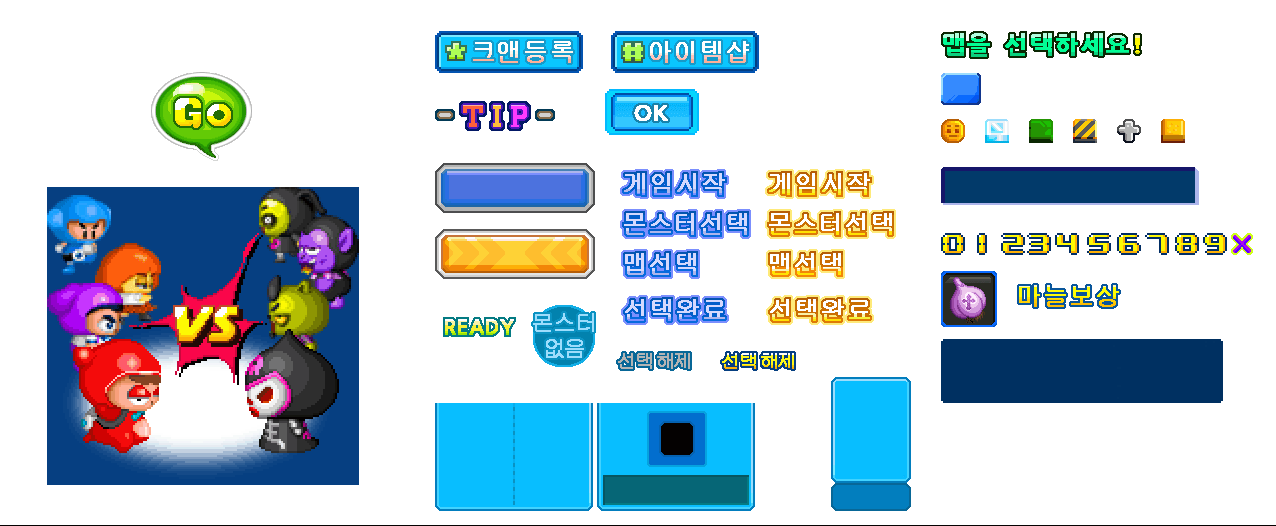 Go
VS
*크앤등록
#아이템샵
-TIP-
OK
게임시작 게임시작
몬스터선택 몬스터선택
맵선택 맵선택
선택완료 선택완료
READY
몬스터
없음
선택해제 선택해제
맵을 선택하세요!
0123456789×
마늘보상